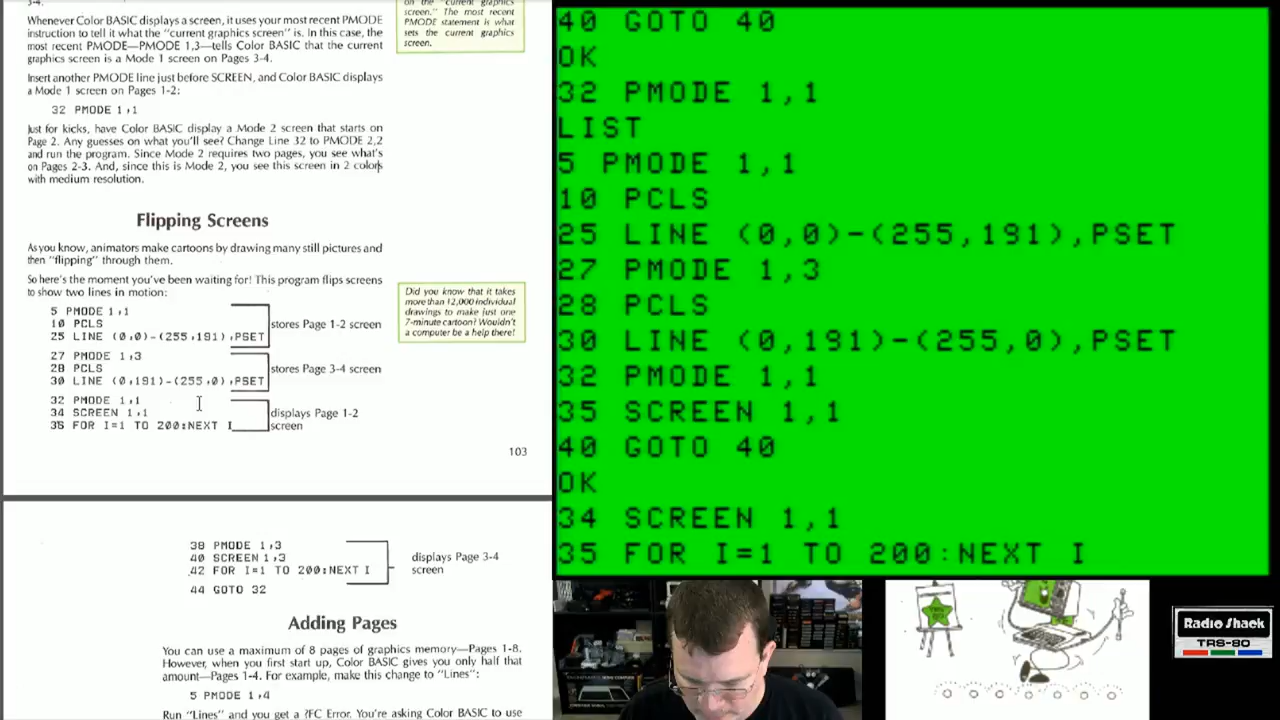 3-4.
Whenever Color BASIC displays a screen, it uses your most recent PMODE
instruction to tell it what the "current graphics screen" is. In this case, the
most recent PMODE—PMODE 1,3—tells Color BASIC that the current
graphics screen is a Mode 1 screen on Pages 3-4.
Insert another PMODE line just before SCREEN, and Color BASIC displays
a Mode 1 screen on Pages 1-2:
32 PMODE 1,1
Just for kicks, have Color BASIC display a Mode 2 screen that starts on
Page 2. Any guesses on what you'll see? Change Line 32 to PMODE 2,2
and run the program. Since Mode 2 requires two pages, you see what's
on Pages 2-3. And, since this is Mode 2, you see this screen in 2 colors
with medium resolution.
on the "current graphics
screen." The most recent
PMODE statement is what
sets the current graphics
screen.
Flipping Screens
As you know, animators make cartoons by drawing many still pictures and
then "flipping" through them.
So here's the moment you've been waiting for! This program flips screens
to show two lines in motion:
5 PMODE 1,1
10 PCLS
25 LINE (0,0)-(255,191),PSET
stores Page 1-2 screen
27 PMODE 1,3
28 PCLS
30 LINE (0,191)-(255,0),PSET
stores Page 3-4 screen
32 PMODE 1,1
34 SCREEN 1,1
35 FOR I=1 TO 200:NEXT I
displays Page 1-2
screen
Did you know that it takes
more than 12,000 individual
drawings to make just one
7-minute cartoon? Wouldn't
a computer be a help there!
103
38 PMODE 1,3
40 SCREEN 1,3
42 FOR I=1 TO 200:NEXT I
displays Page 3-4
screen
44 GOTO 32
Adding Pages
You can use a maximum of 8 pages of graphics memory—Pages 1-8.
However, when you first start up, Color BASIC gives you only half that
amount—Pages 1-4. For example, make this change to "Lines":
5 PMODE 1,4
Run "Lines" and you get a ?FC Error. You're asking Color BASIC to use
40 GOTO 40
OK
32 PMODE 1,1
LIST
5 PMODE 1,1
10 PCLS
25 LINE (0,0)-(255,191),PSET
27 PMODE 1,3
28 PCLS
30 LINE (0,191)-(255,0),PSET
32 PMODE 1,1
35 SCREEN 1,1
40 GOTO 40
OK
34 SCREEN 1,1
35 FOR I=1 TO 200:NEXT I
Radio Shack
TRS-80